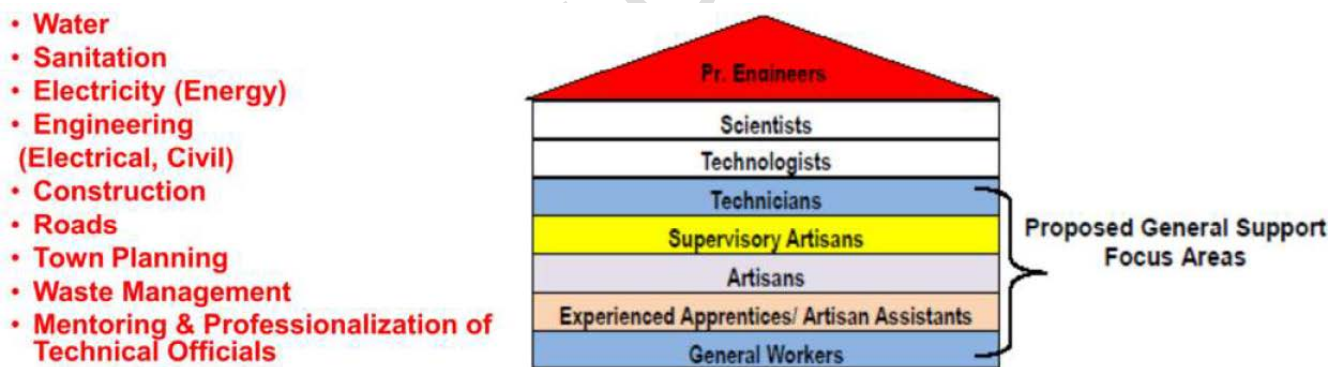 • Water
• Sanitation
• Electricity (Energy)
• Engineering
(Electrical, Civil)
• Construction
• Roads
• Town Planning
• Waste Management
• Mentoring & Professionalization of
Technical Officials
Pr. Engineers
Scientists
Technologists
Technicians
Supervisory Artisans
Artisans
Experienced Apprentices/ Artisan Assistants
General Workers
Proposed General Support
Focus Areas